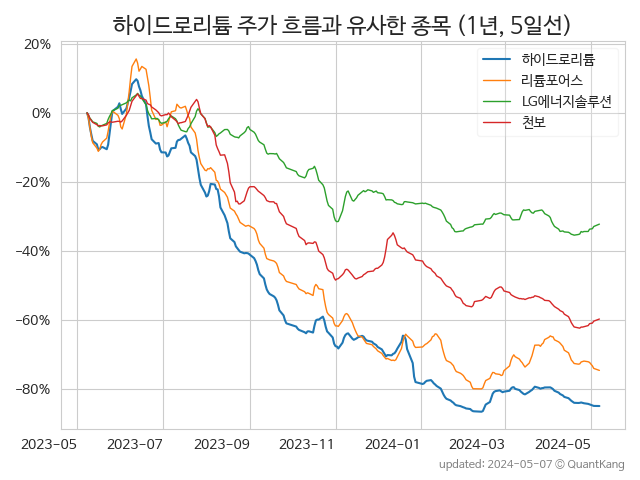 하이드로리튬 주가 흐름과 유사한 종목 (1년, 5일선)
하이드로리튬
리튬포어스
LG에너지솔루션
천보
20%
0%
−20%
−40%
−60%
−80%
2023−05
2023−07
2023−09
2023−11
2024−01
2024−03
2024−05
updated: 2024-05-07 © QuantKang